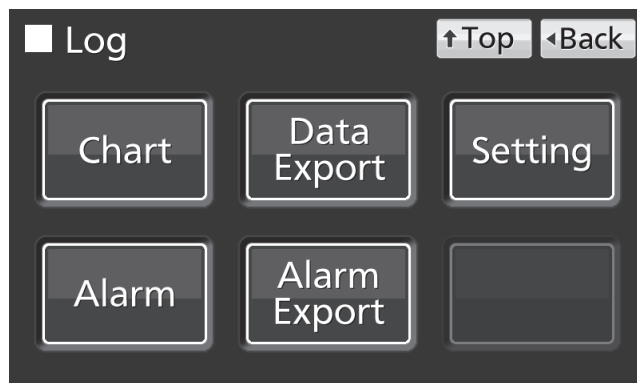 Log
↑Top
◂Back
Chart
Data
Export
Setting
Alarm
Alarm
Export